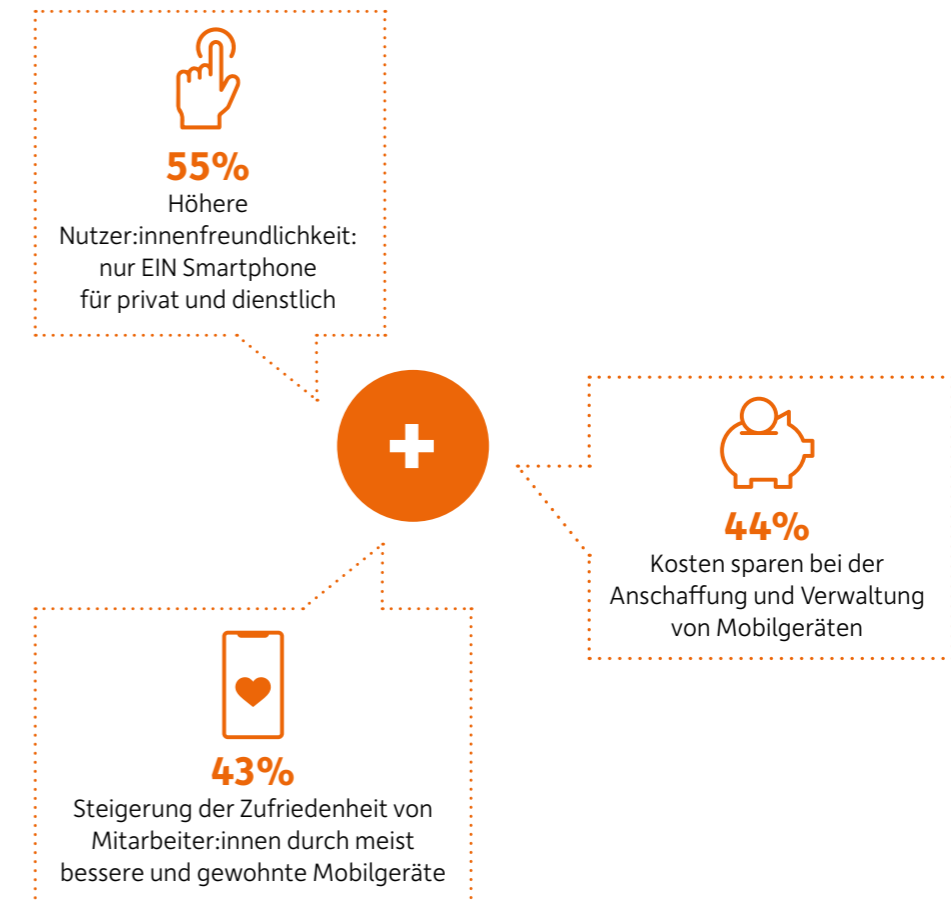 55%
Höhere
Nutzer:innenfreundlichkeit:
nur EIN Smartphone
für privat und dienstlich
44%
Kosten sparen bei der
Anschaffung und Verwaltung
von Mobilgeräten
43%
Steigerung der Zufriedenheit von
Mitarbeiter:innen durch meist
bessere und gewohnte Mobilgeräte